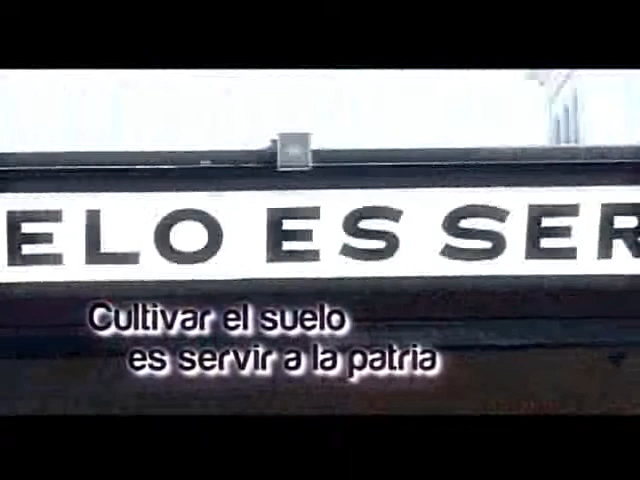 ELO ES SER
Cultivar el suelo
es servir a la patria